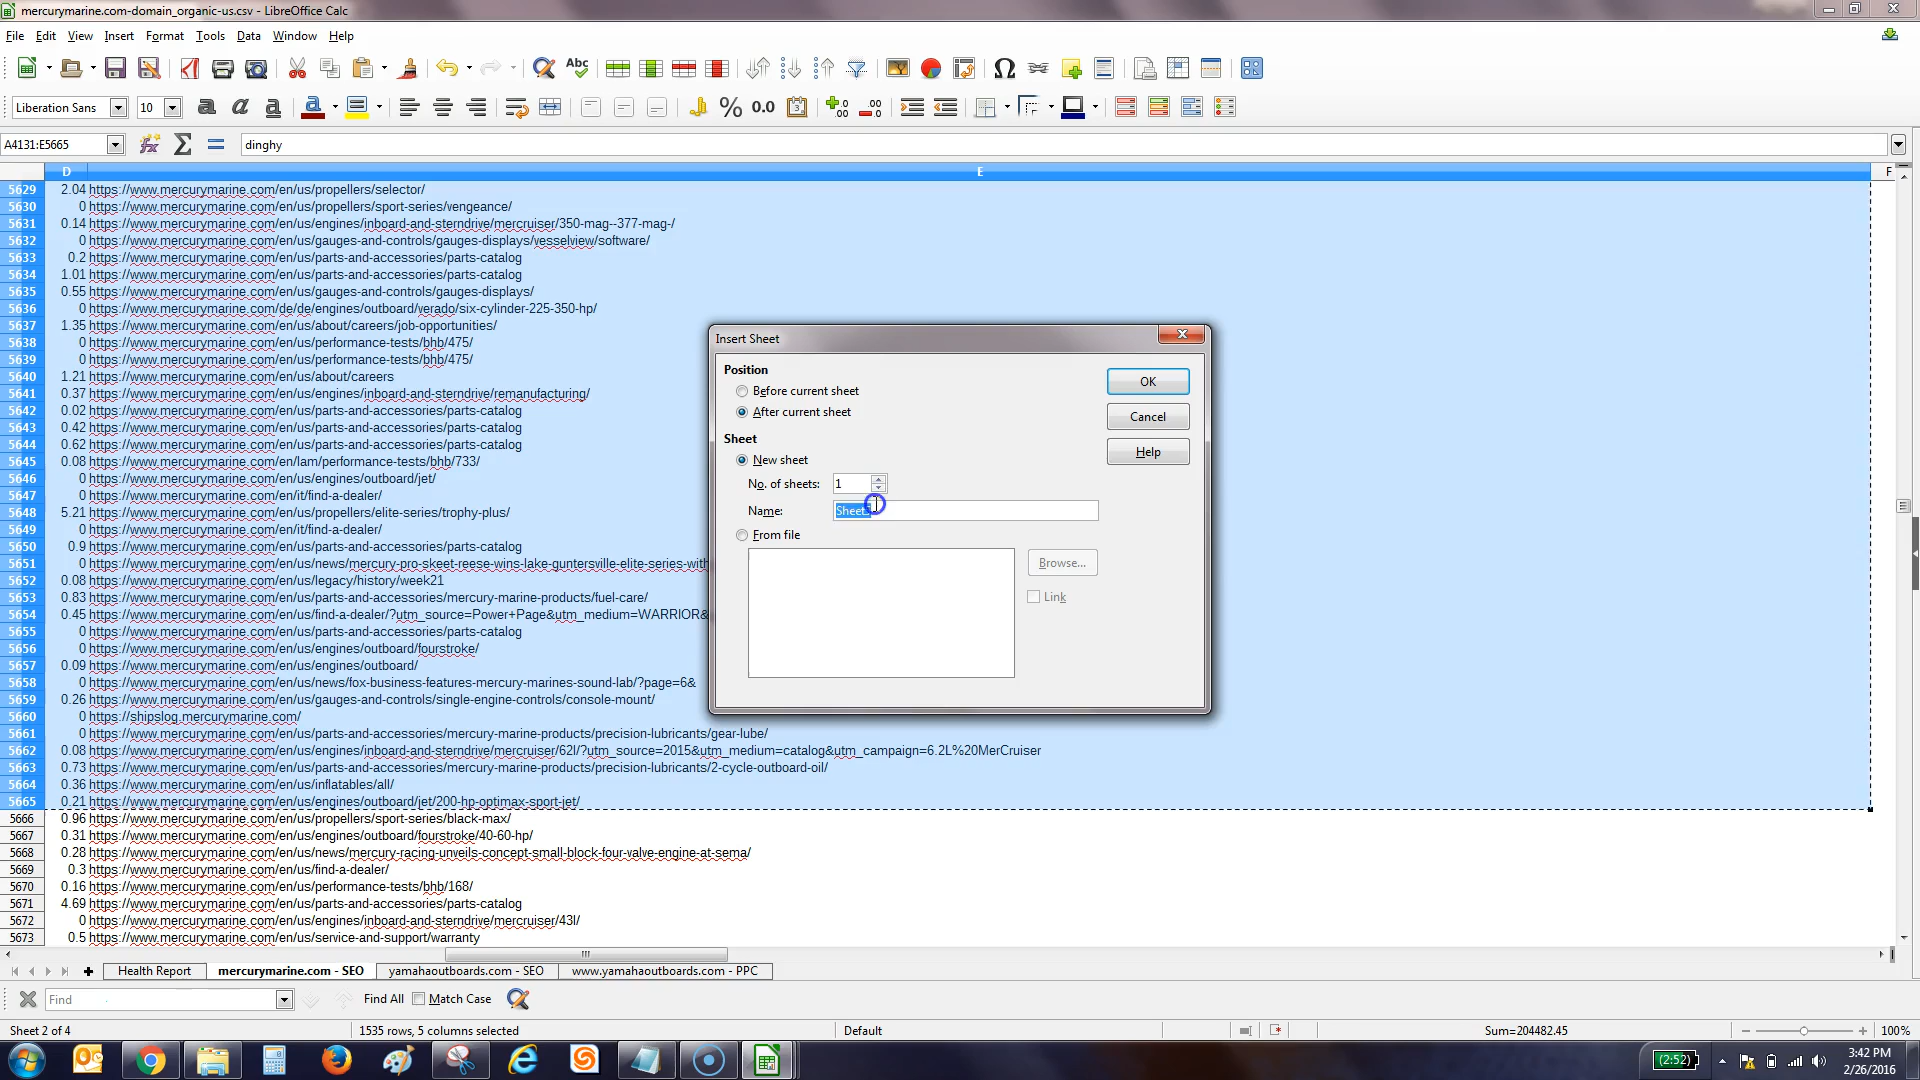 mercurymarine.com-domain_organic-us.csv - LibreOffice Calc
File Edit View Insert Format Tools Data Window Help
Liberation Sans 10
A4131:E5665 dinghy
D E F
5629 2.04 https://www.mercurymarine.com/en/us/propellers/selector/
5630 0 https://www.mercurymarine.com/en/us/propellers/sport-series/vengeance/
5631 0.14 https://www.mercurymarine.com/en/us/engines/inboard-and-sterndrive/mercruiser/350-mag--377-mag-/
5632 0 https://www.mercurymarine.com/en/us/gauges-and-controls/gauges-displays/vesselview/software/
5633 0.2 https://www.mercurymarine.com/en/us/parts-and-accessories/parts-catalog
5634 1.01 https://www.mercurymarine.com/en/us/parts-and-accessories/parts-catalog
5635 0.55 https://www.mercurymarine.com/en/us/gauges-and-controls/gauges-displays/
5636 0 https://www.mercurymarine.com/de/de/engines/outboard/verado/six-cylinder-225-350-hp/
5637 1.35 https://www.mercurymarine.com/en/us/about/careers/job-opportunities/
5638 0 https://www.mercurymarine.com/en/us/performance-tests/bhb/475/
5639 0 https://www.mercurymarine.com/en/us/performance-tests/bhb/475/
5640 1.21 https://www.mercurymarine.com/en/us/about/careers
5641 0.37 https://www.mercurymarine.com/en/us/engines/inboard-and-sterndrive/remanufacturing/
5642 0.02 https://www.mercurymarine.com/en/us/parts-and-accessories/parts-catalog
5643 0.42 https://www.mercurymarine.com/en/us/parts-and-accessories/parts-catalog
5644 0.62 https://www.mercurymarine.com/en/us/parts-and-accessories/parts-catalog
5645 0.08 https://www.mercurymarine.com/en/lam/performance-tests/bhb/733/
5646 0 https://www.mercurymarine.com/en/us/engines/outboard/jet/
5647 0 https://www.mercurymarine.com/en/it/find-a-dealer/
5648 5.21 https://www.mercurymarine.com/en/us/propellers/elite-series/trophy-plus/
5649 0 https://www.mercurymarine.com/en/it/find-a-dealer/
5650 0.9 https://www.mercurymarine.com/en/us/parts-and-accessories/parts-catalog
5651 0 https://www.mercurymarine.com/en/us/news/mercury-pro-skeet-reese-wins-lake-guntersville-elite-series-with
5652 0.08 https://www.mercurymarine.com/en/us/legacy/history/week21
5653 0.83 https://www.mercurymarine.com/en/us/parts-and-accessories/mercury-marine-products/fuel-care/
5654 0.45 https://www.mercurymarine.com/en/us/find-a-dealer/?utm_source=Power+Page&utm_medium=WARRIOR&
5655 0 https://www.mercurymarine.com/en/us/parts-and-accessories/parts-catalog
5656 0 https://www.mercurymarine.com/en/us/engines/outboard/fourstroke/
5657 0.09 https://www.mercurymarine.com/en/us/engines/outboard/
5658 0 https://www.mercurymarine.com/en/us/news/fox-business-features-mercury-marines-sound-lab/?page=6&
5659 0.26 https://www.mercurymarine.com/en/us/gauges-and-controls/single-engine-controls/console-mount/
5660 0 https://shipslog.mercurymarine.com/
5661 0 https://www.mercurymarine.com/en/us/parts-and-accessories/mercury-marine-products/precision-lubricants/gear-lube/
5662 0.08 https://www.mercurymarine.com/en/us/engines/inboard-and-sterndrive/mercruiser/62l/?utm_source=2015&utm_medium=catalog&utm_campaign=6.2L%20MerCruiser
5663 0.73 https://www.mercurymarine.com/en/us/parts-and-accessories/mercury-marine-products/precision-lubricants/2-cycle-outboard-oil/
5664 0.36 https://www.mercurymarine.com/en/us/inflatables/all/
5665 0.21 https://www.mercurymarine.com/en/us/engines/outboard/jet/200-hp-optimax-sport-jet/
5666 0.96 https://www.mercurymarine.com/en/us/propellers/sport-series/black-max/
5667 0.31 https://www.mercurymarine.com/en/us/engines/outboard/fourstroke/40-60-hp/
5668 0.28 https://www.mercurymarine.com/en/us/news/mercury-racing-unveils-concept-small-block-four-valve-engine-at-sema/
5669 0.3 https://www.mercurymarine.com/en/us/find-a-dealer/
5670 0.16 https://www.mercurymarine.com/en/us/performance-tests/bhb/168/
5671 4.69 https://www.mercurymarine.com/en/us/parts-and-accessories/parts-catalog
5672 0 https://www.mercurymarine.com/en/us/engines/inboard-and-sterndrive/mercruiser/43l/
5673 0.5 https://www.mercurymarine.com/en/us/service-and-support/warranty
Insert Sheet
Position
Before current sheet
After current sheet
Sheet
New sheet
No. of sheets: 1
Name: Sheet
From file
OK
Cancel
Help
Browse...
Link
Health Report mercurymarine.com - SEO yamahaoutboards.com - SEO www.yamahaoutboards.com - PPC
Find Find All Match Case
Sheet 2 of 4 1535 rows, 5 columns selected Default Sum=204482.45 100%
(2:52) 3:42 PM
2/26/2016